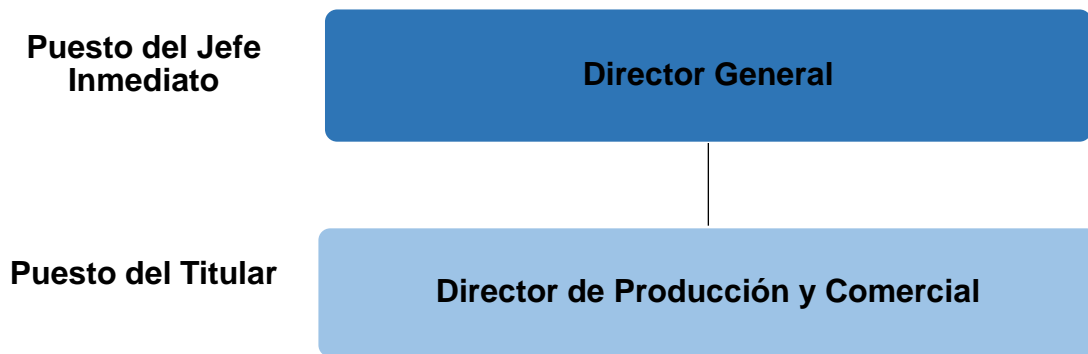 Puesto del Jefe
Inmediato
Director General
Puesto del Titular
Director de Producción y Comercial